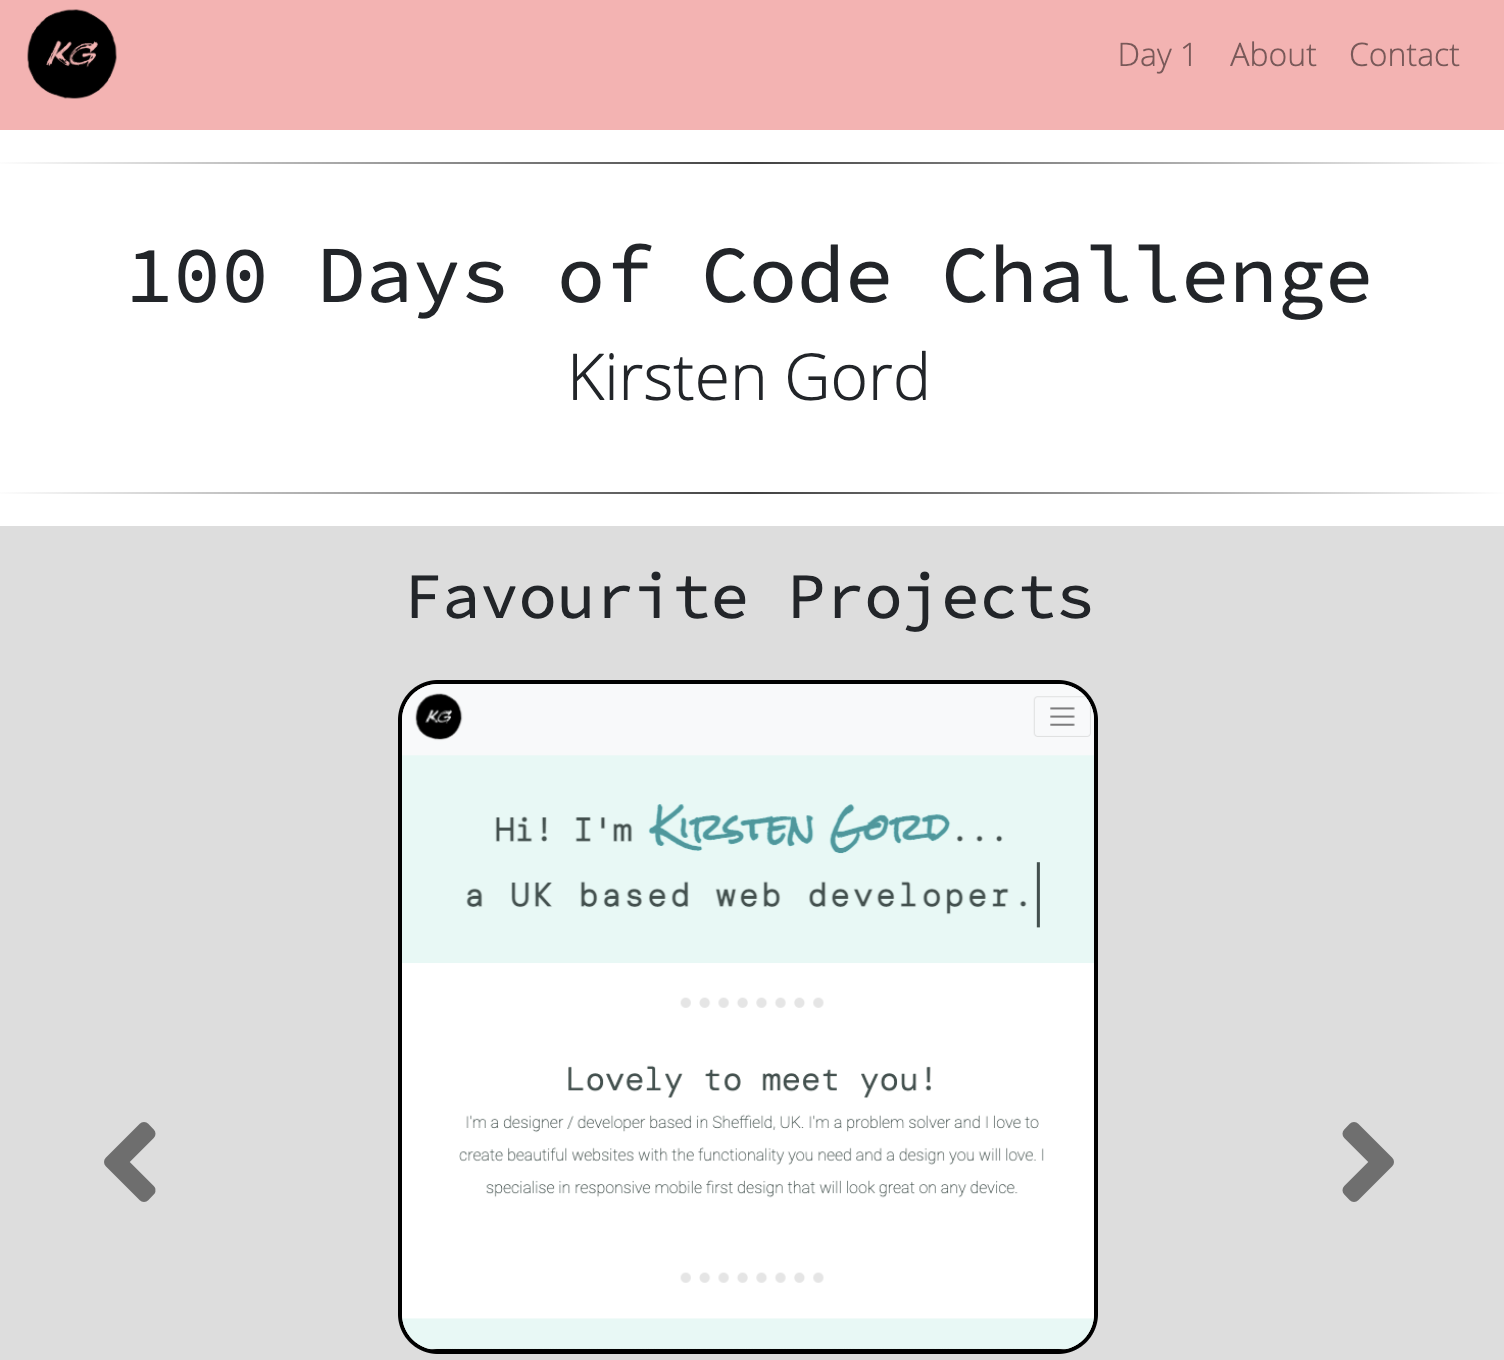 KG
Day 1 About Contact
100 Days of Code Challenge
Kirsten Gord
Favourite Projects
KG
Hi! I'm Kirsten Gord...
a UK based web developer.
Lovely to meet you!
I'm a designer / developer based in Sheffield, UK. I'm a problem solver and I love to
create beautiful websites with the functionality you need and a design you will love. I
specialise in responsive mobile first design that will look great on any device.